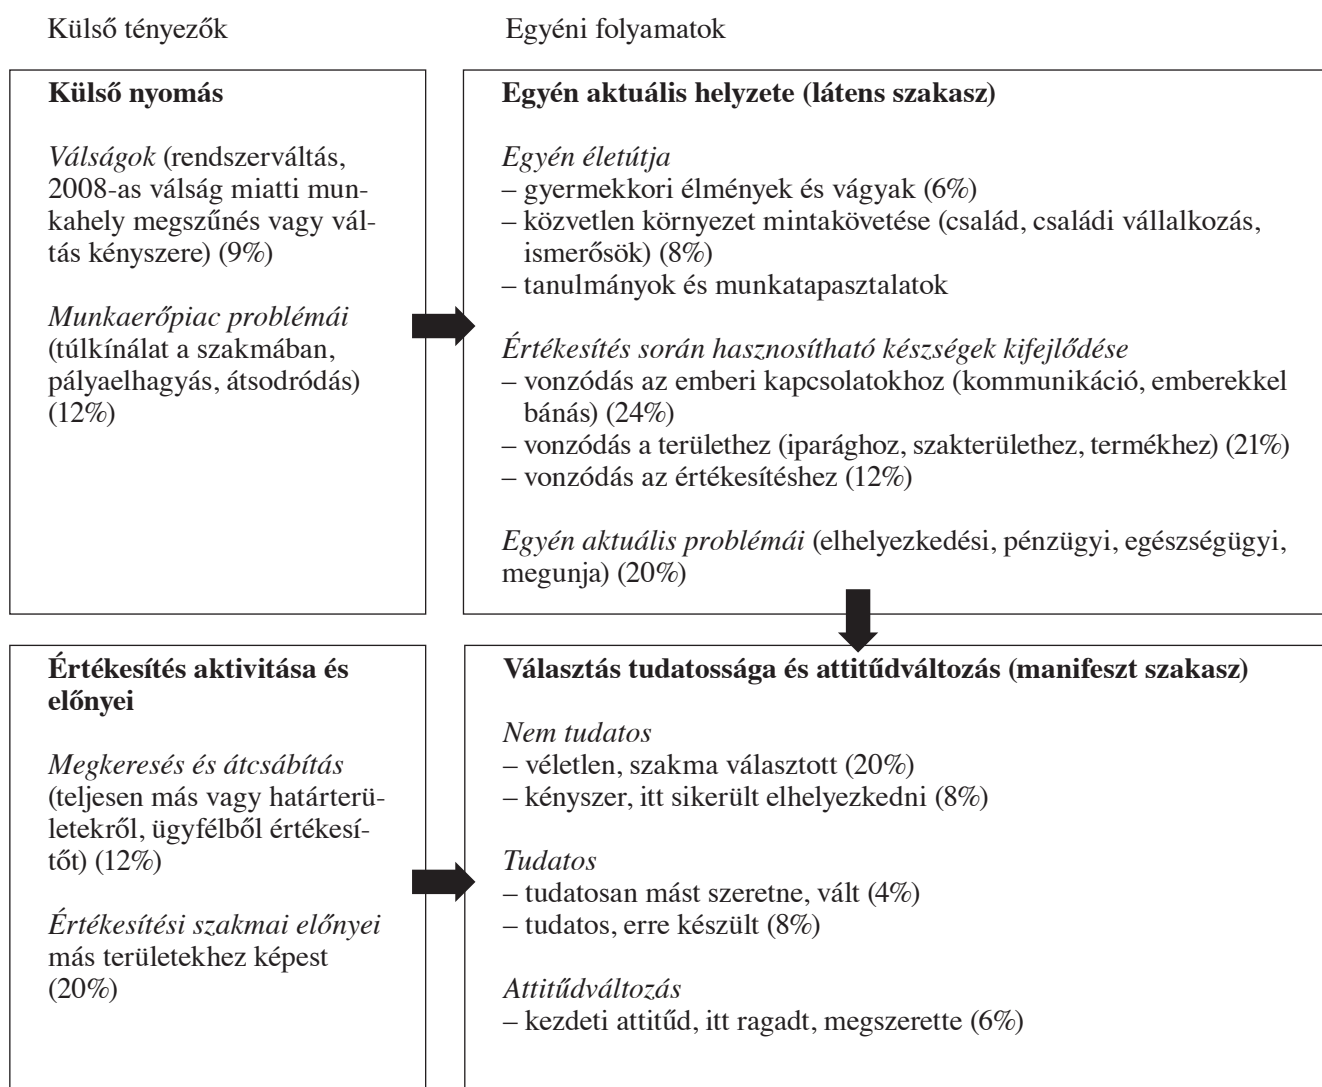 Külső tényezők
Egyéni folyamatok
Külső nyomás
Válságok (rendszerváltás,
2008-as válság miatti mun-
kahely megszűnés vagy vál-
tás kényszere) (9%)
Munkaerőpiac problémái
(túlkínálat a szakmában,
pályaelhagyás, átsodródás)
(12%)
Egyén aktuális helyzete (látens szakasz)
Egyén életútja
– gyermekkori élmények és vágyak (6%)
– közvetlen környezet mintakövetése (család, családi vállalkozás,
ismerősök) (8%)
– tanulmányok és munkatapasztalatok
Értékesítés során hasznosítható készségek kifejlődése
– vonzódás az emberi kapcsolatokhoz (kommunikáció, emberekkel
bánás) (24%)
– vonzódás a területhez (iparághoz, szakterülethez, termékhez) (21%)
– vonzódás az értékesítéshez (12%)
Egyén aktuális problémái (elhelyezkedési, pénzügyi, egészségügyi,
megunja) (20%)
Értékesítés aktivitása és
előnyei
Megkeresés és átcsábítás
(teljesen más vagy határterü-
letekről, ügyfélből értékesí-
tőt) (12%)
Értékesítési szakmai előnyei
más területekhez képest
(20%)
Választás tudatossága és attitűdváltozás (manifeszt szakasz)
Nem tudatos
– véletlen, szakma választott (20%)
– kényszer, itt sikerült elhelyezkedni (8%)
Tudatos
– tudatosan mást szeretne, vált (4%)
– tudatos, erre készült (8%)
Attitűdváltozás
– kezdeti attitűd, itt ragadt, megszerette (6%)